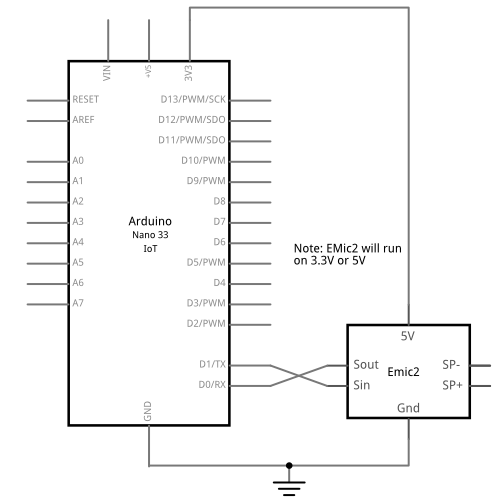 VIN
+V5
3V3
RESET
AREF
A0
A1
A2
A3
A4
A5
A6
A7
D13/PWM/SCK
D12/PWM/SDO
D11/PWM/SDO
D10/PWM
D9/PWM
D8
D7
D6
D5/PWM
D4
D3/PWM
D2/PWM
D1/TX
D0/RX
GND
Arduino
Nano 33
IoT
Note: EMic2 will run
on 3.3V or 5V
5V
Sout
Sin
Emic2
SP-
SP+
Gnd